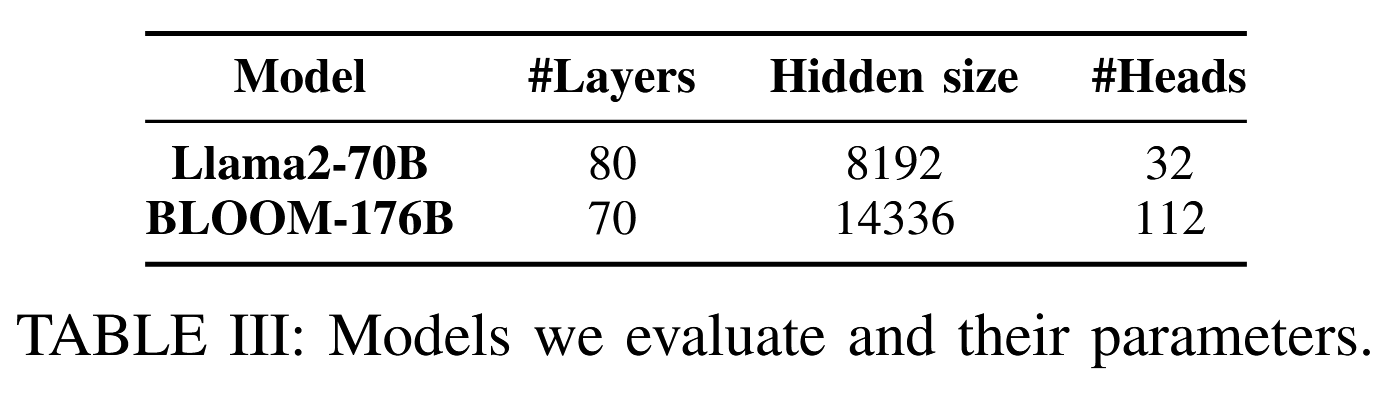 Model #Layers Hidden size #Heads
Llama2-70B 80 8192 32
BLOOM-176B 70 14336 112
TABLE III: Models we evaluate and their parameters.